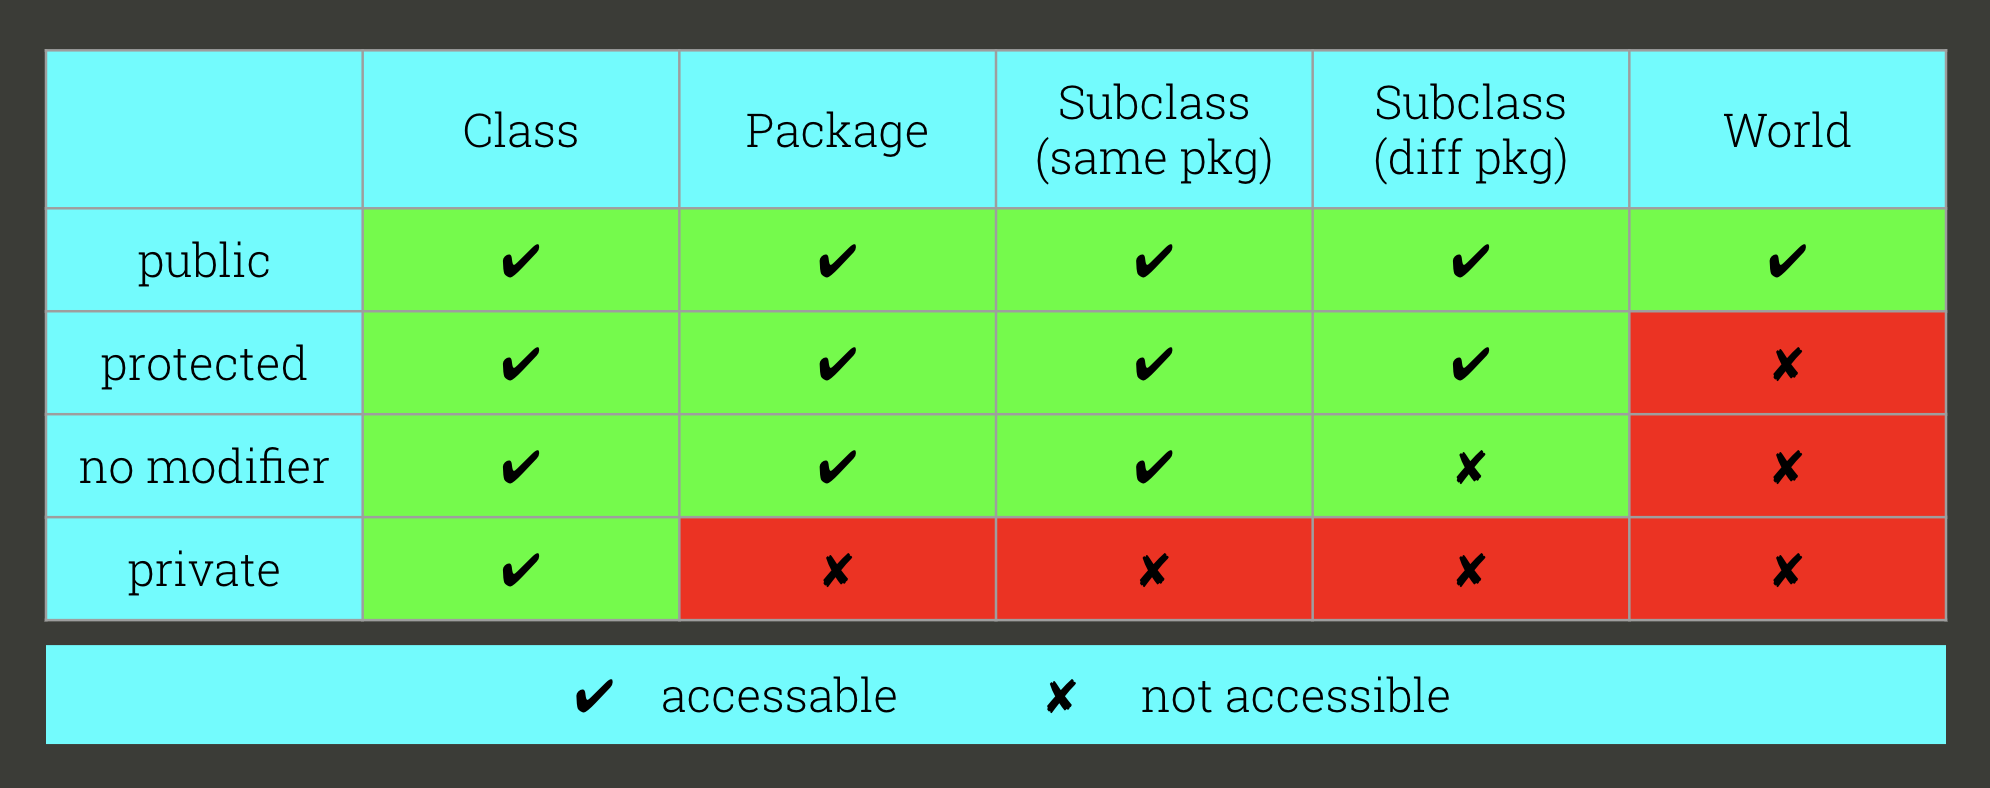 Class Package Subclass (same pkg) Subclass (diff pkg) World
public ✔ ✔ ✔ ✔ ✔
protected ✔ ✔ ✔ ✔ ✘
no modifier ✔ ✔ ✔ ✘ ✘
private ✔ ✘ ✘ ✘ ✘
✔ accessable ✘ not accessible